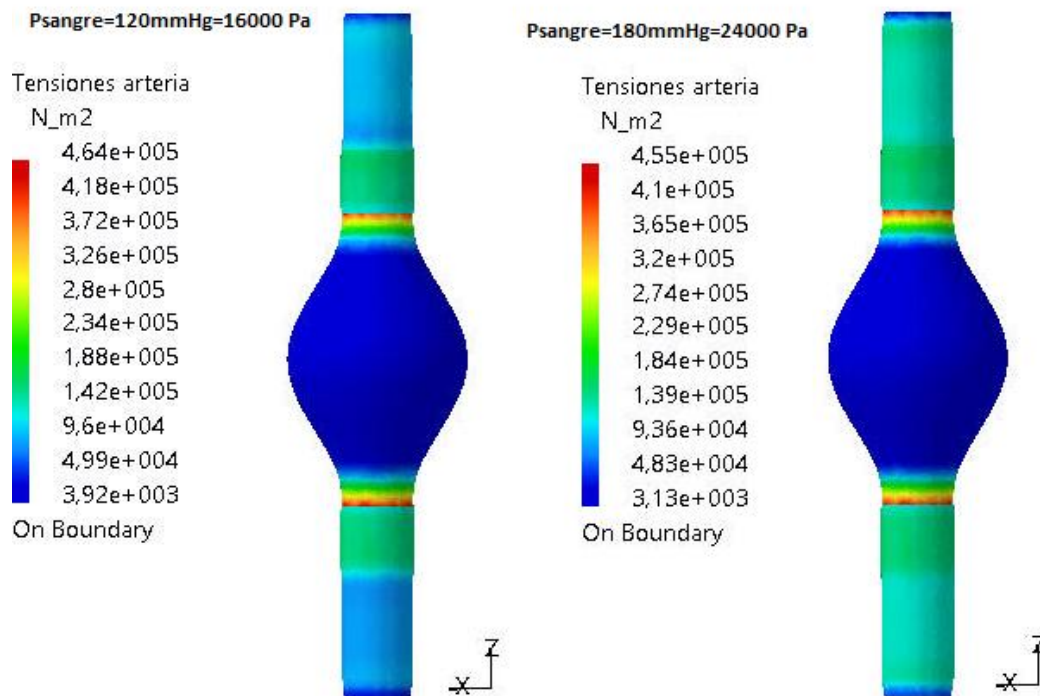 Psangre=120mmHg=16000 Pa
Tensiones arteria
N_m2
4,64e+005
4,18e+005
3,72e+005
3,26e+005
2,8e+005
2,34e+005
1,88e+005
1,42e+005
9,6e+004
4,99e+004
3,92e+003
On Boundary
Z
X
Psangre=180mmHg=24000 Pa
Tensiones arteria
N_m2
4,55e+005
4,1e+005
3,65e+005
3,2e+005
2,74e+005
2,29e+005
1,84e+005
1,39e+005
9,36e+004
4,83e+004
3,13e+003
On Boundary
Z
X